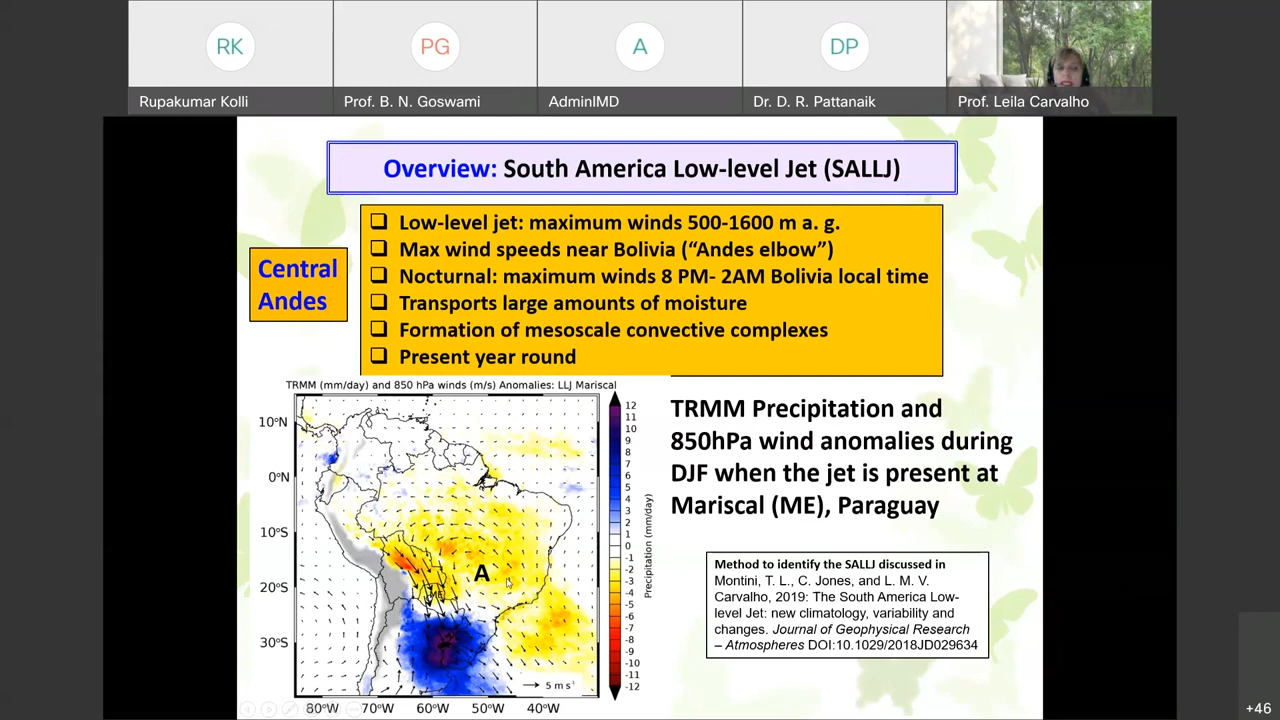 RK
PG
A
DP
Rupakumar Kolli
Prof. B. N. Goswami
AdminIMD
Dr. D. R. Pattanaik
Prof. Leila Carvalho
Overview: South America Low-level Jet (SALLJ)
Central
Andes
Low-level jet: maximum winds 500-1600 m a. g.
Max wind speeds near Bolivia (“Andes elbow”)
Nocturnal: maximum winds 8 PM- 2AM Bolivia local time
Transports large amounts of moisture
Formation of mesoscale convective complexes
Present year round
TRMM (mm/day) and 850 hPa winds (m/s) Anomalies: LLJ Mariscal
10°N
0°N
10°S
20°S
30°S
80°W
70°W
60°W
50°W
40°W
A
ME
5 m s⁻¹
12
11
10
9
8
7
6
5
4
3
2
1
0
-1
-2
-3
-4
-5
-6
-7
-8
-9
-10
-11
-12
Precipitation (mm/day)
TRMM Precipitation and
850hPa wind anomalies during
DJF when the jet is present at
Mariscal (ME), Paraguay
Method to identify the SALLJ discussed in
Montini, T. L., C. Jones, and L. M. V.
Carvalho, 2019: The South America Low-
level Jet: new climatology, variability and
changes. Journal of Geophysical Research
– Atmospheres DOI:10.1029/2018JD029634
+46